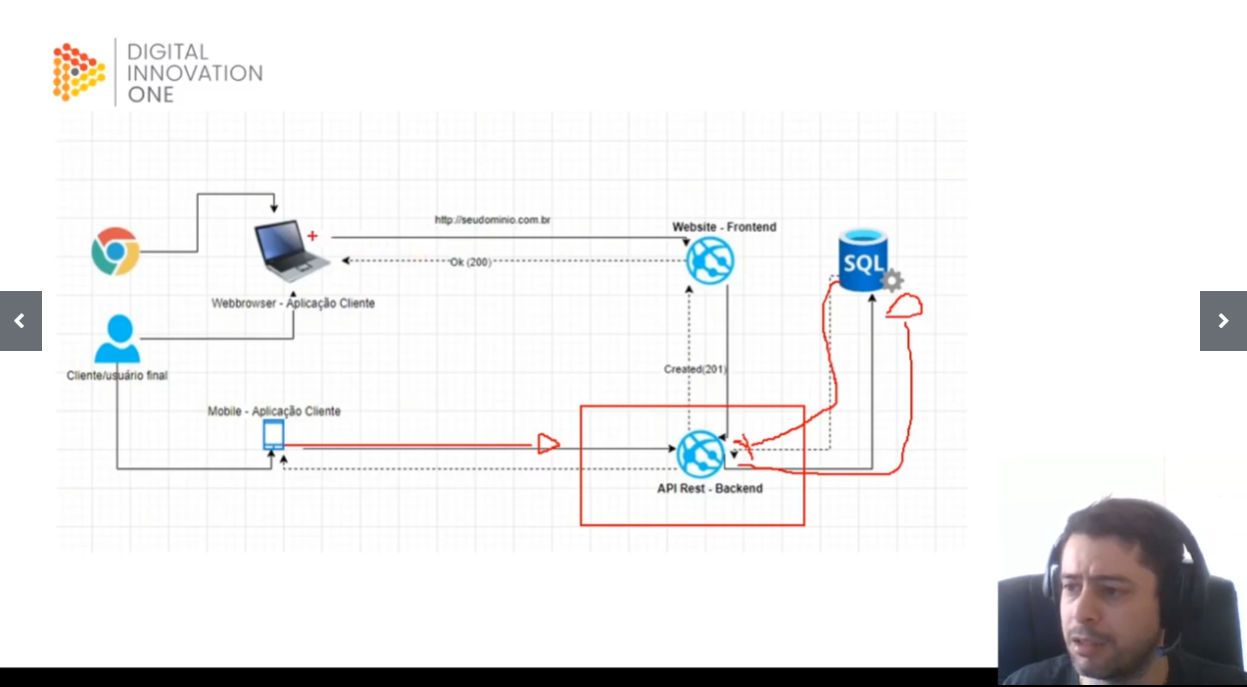 DIGITAL
INNOVATION
ONE
http://seudominio.com.br
Website - Frontend
SQL
Ok (200)
Webbrowser - Aplicação Cliente
Cliente/usuário final
Created(201)
Mobile - Aplicação Cliente
API Rest - Backend